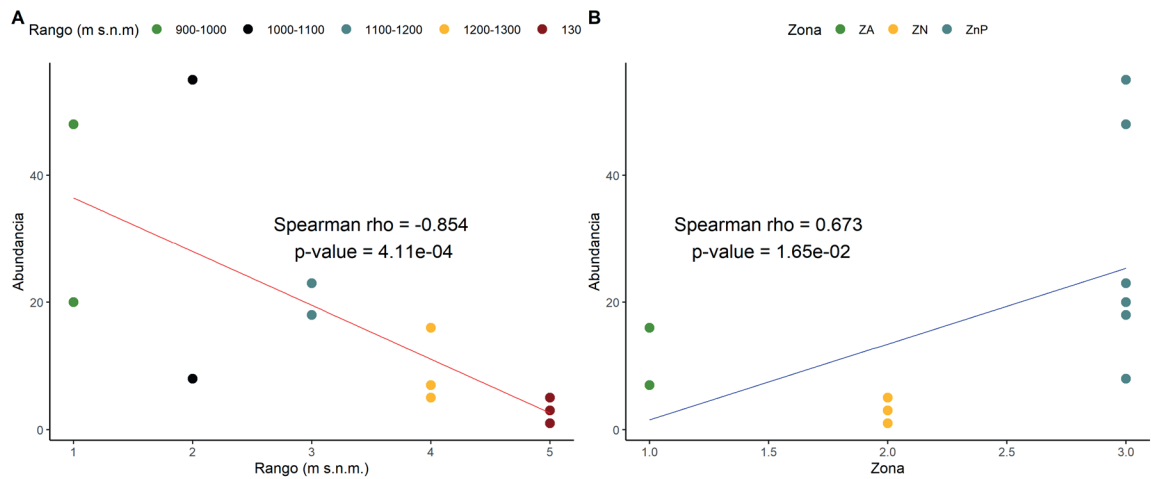 A
Rango (m s.n.m) 900-1000 1000-1100 1100-1200 1200-1300 130
Abundancia
40
20
0
Spearman rho = -0.854
p-value = 4.11e-04
1 2 3 4 5
Rango (m s.n.m.)
B
Zona ZA ZN ZnP
Abundancia
40
20
0
Spearman rho = 0.673
p-value = 1.65e-02
1.0 1.5 2.0 2.5 3.0
Zona